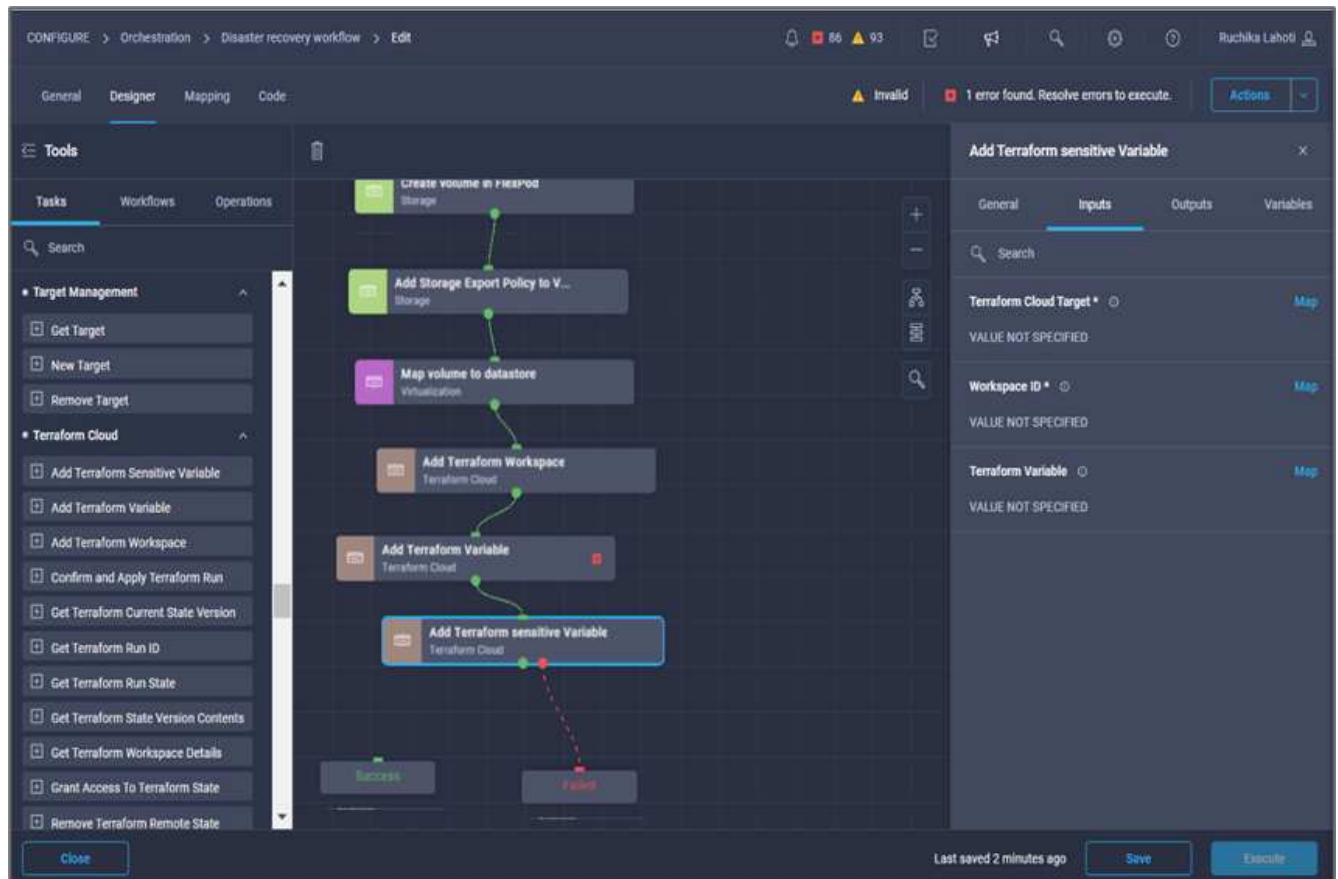 CONFIGURE > Orchestration > Disaster recovery workflow > Edit
86 93
Ruchika Lahoti
General Designer Mapping Code
Invalid
1 error found. Resolve errors to execute.
Actions
Tools
Tasks Workflows Operations
Search
Target Management
Get Target
New Target
Remove Target
Terraform Cloud
Add Terraform Sensitive Variable
Add Terraform Variable
Add Terraform Workspace
Confirm and Apply Terraform Run
Get Terraform Current State Version
Get Terraform Run ID
Get Terraform Run State
Get Terraform State Version Contents
Get Terraform Workspace Details
Grant Access To Terraform State
Remove Terraform Remote State
Create volume in FlexPod
Storage
Add Storage Export Policy to V...
Storage
Map volume to datastore
Virtualization
Add Terraform Workspace
Terraform Cloud
Add Terraform Variable
Terraform Cloud
Add Terraform sensitive Variable
Terraform Cloud
Success
Failed
Add Terraform sensitive Variable
General Inputs Outputs Variables
Search
Terraform Cloud Target * Map
VALUE NOT SPECIFIED
Workspace ID * Map
VALUE NOT SPECIFIED
Terraform Variable Map
VALUE NOT SPECIFIED
Close
Last saved 2 minutes ago
Save
Execute